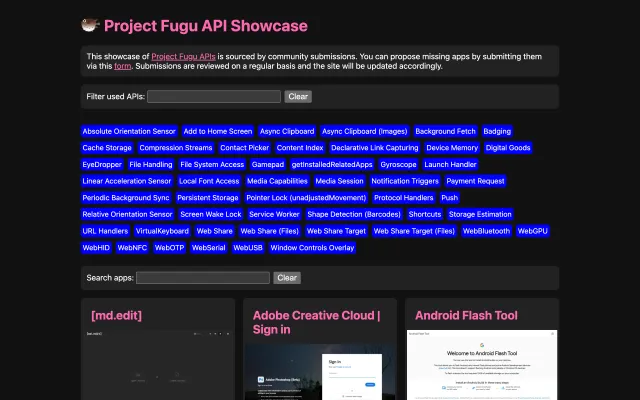 Project Fugu API Showcase
This showcase of Project Fugu APIs is sourced by community submissions. You can propose missing apps by submitting them
via this form. Submissions are reviewed on a regular basis and the site will be updated accordingly.
Filter used APIs: Clear
Absolute Orientation Sensor Add to Home Screen Async Clipboard Async Clipboard (Images) Background Fetch Badging
Cache Storage Compression Streams Contact Picker Content Index Declarative Link Capturing Device Memory Digital Goods
EyeDropper File Handling File System Access Gamepad getInstalledRelatedApps Gyroscope Launch Handler
Linear Acceleration Sensor Local Font Access Media Capabilities Media Session Notification Triggers Payment Request
Periodic Background Sync Persistent Storage Pointer Lock (unadjustedMovement) Protocol Handlers Push
Relative Orientation Sensor Screen Wake Lock Service Worker Shape Detection (Barcodes) Shortcuts Storage Estimation
URL Handlers VirtualKeyboard Web Share Web Share (Files) Web Share Target Web Share Target (Files) WebBluetooth WebGPU
WebHID WebNFC WebOTP WebSerial WebUSB Window Controls Overlay
Search apps: Clear
[md.edit]
Adobe Creative Cloud |
Sign in
Android Flash Tool
Sign in
Welcome to Android Flash Tool